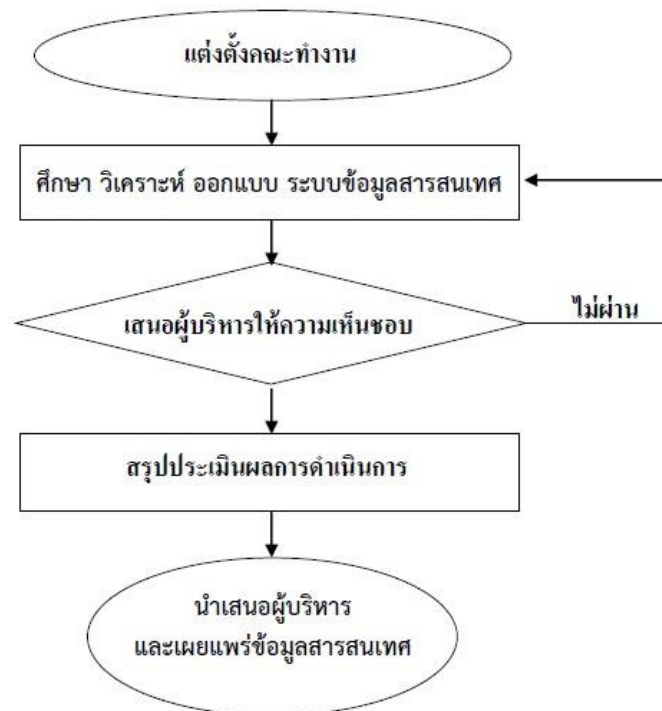 แต่งตั้งคณะทำงาน
ศึกษา วิเคราะห์ ออกแบบ ระบบข้อมูลสารสนเทศ
เสนอผู้บริหารให้ความเห็นชอบ
ไม่ผ่าน
สรุปประเมินผลการดำเนินการ
นำเสนอผู้บริหาร
และเผยแพร่ข้อมูลสารสนเทศ